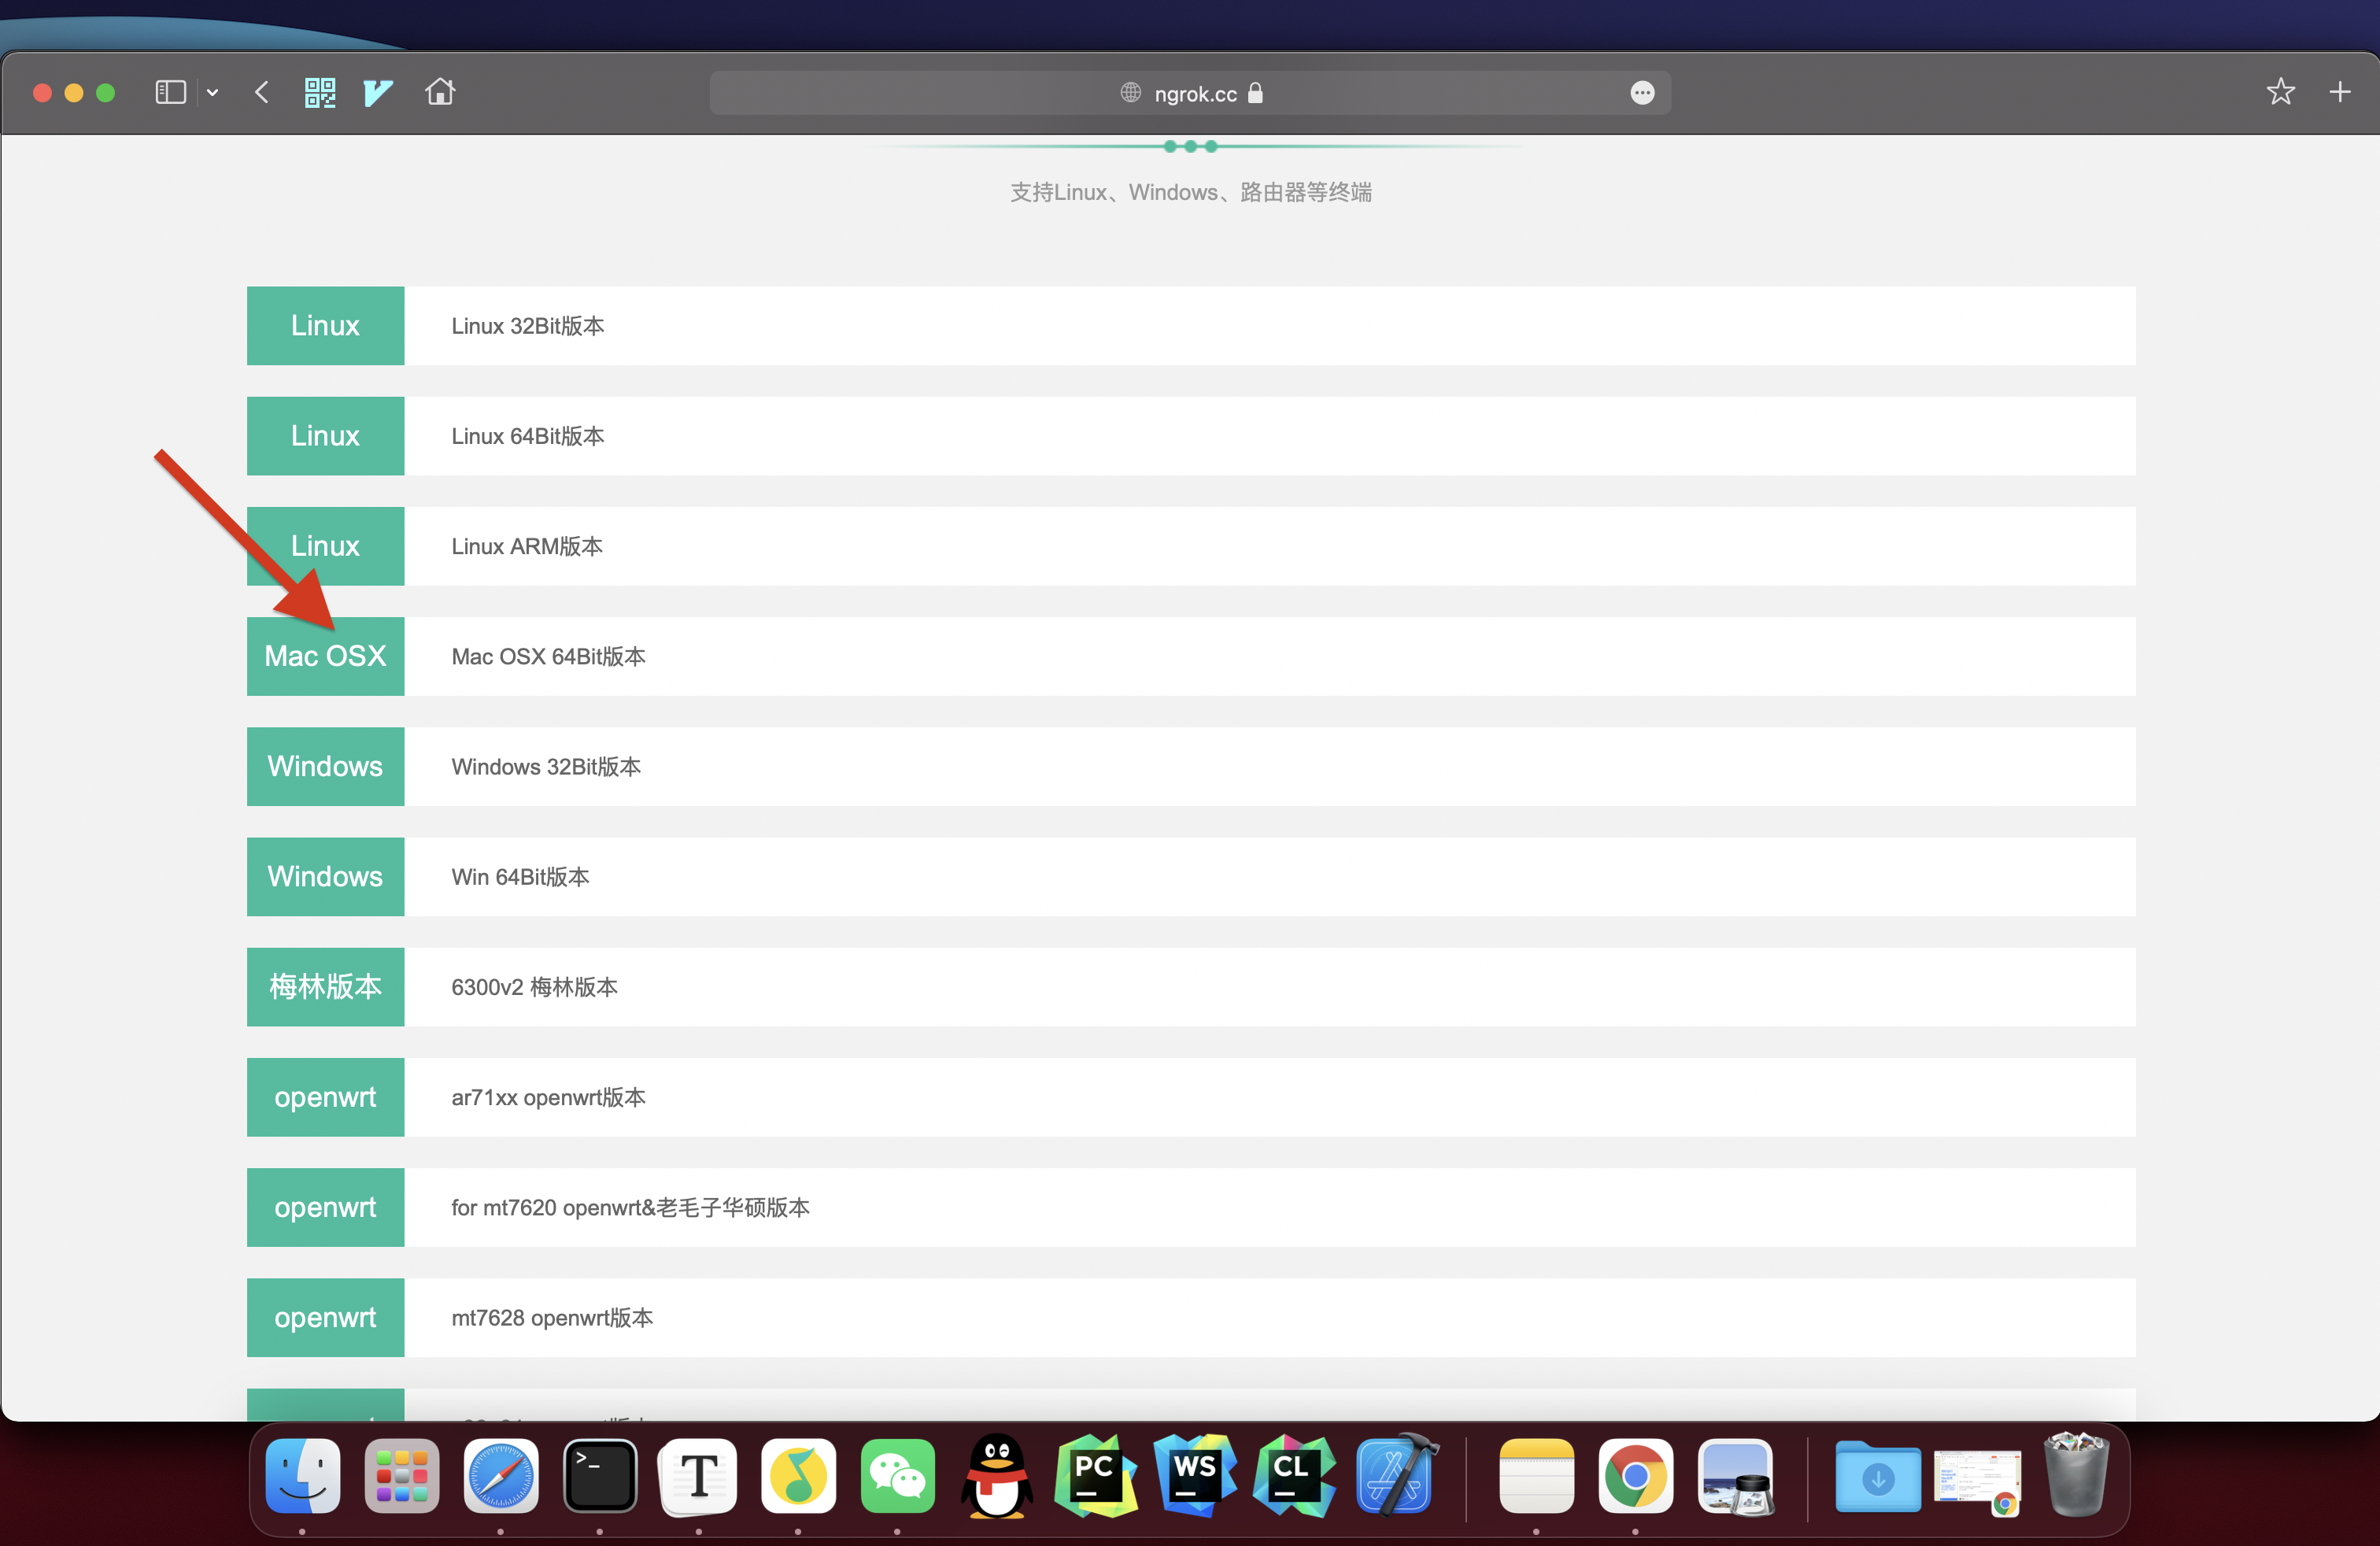 ngrok.cc
支持Linux、Windows、路由器等终端
Linux
Linux 32Bit版本
Linux
Linux 64Bit版本
Linux
Linux ARM版本
Mac OSX
Mac OSX 64Bit版本
Windows
Windows 32Bit版本
Windows
Win 64Bit版本
梅林版本
6300v2 梅林版本
openwrt
ar71xx openwrt版本
openwrt
for mt7620 openwrt&老毛子华硕版本
openwrt
mt7628 openwrt版本
>_
T
PC
WS
CL